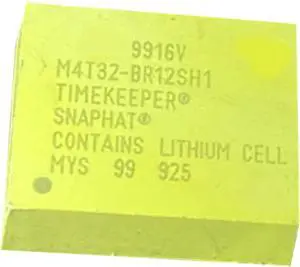 9916V
M4T32-BR12SH1
TIMEKEEPER®
SNAPHAT®
CONTAINS LITHIUM CELL
MYS 99 925